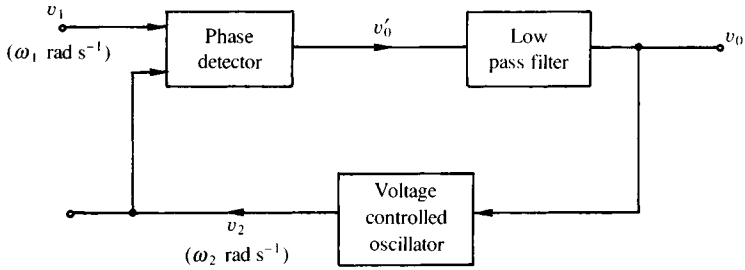 v₁
(ω₁ rad s⁻¹)
Phase
detector
v₀′
Low
pass filter
v₀
Voltage
controlled
oscillator
v₂
(ω₂ rad s⁻¹)